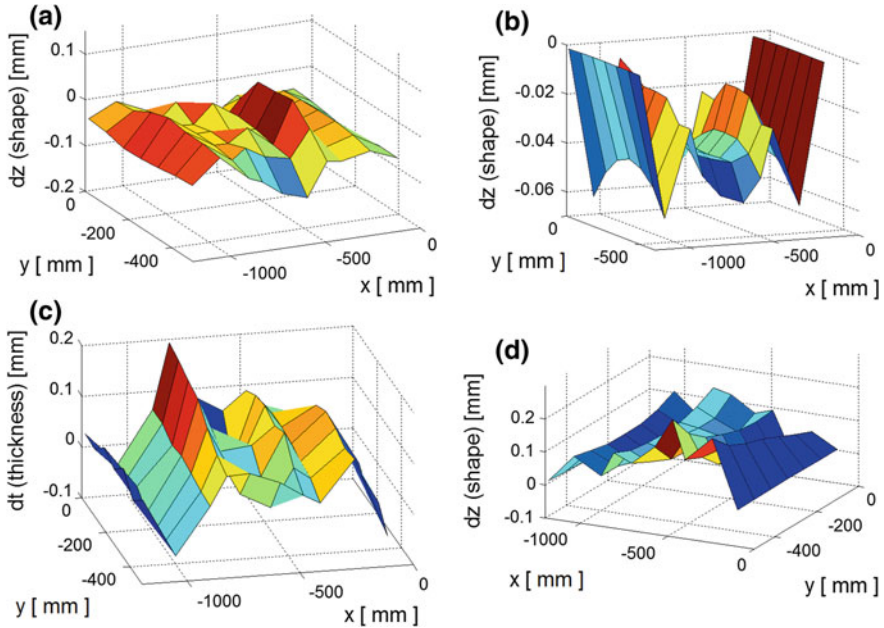 (a)
dz (shape) [mm]
0.1
0
-0.1
-0.2
0
-200
-400
y [ mm ]
-1000
-500
0
x [ mm ]
(b)
dz (shape) [mm]
0
-0.02
-0.04
-0.06
0
-500
y [ mm ]
-1000
-500
0
x [ mm ]
(c)
dt (thickness) [mm]
0.2
0.1
0
-0.1
0
-200
-400
y [ mm ]
-1000
-500
0
x [ mm ]
(d)
dz (shape) [mm]
0.2
0.1
0
-0.1
-1000
-500
0
x [ mm ]
-400
-200
0
y [ mm ]